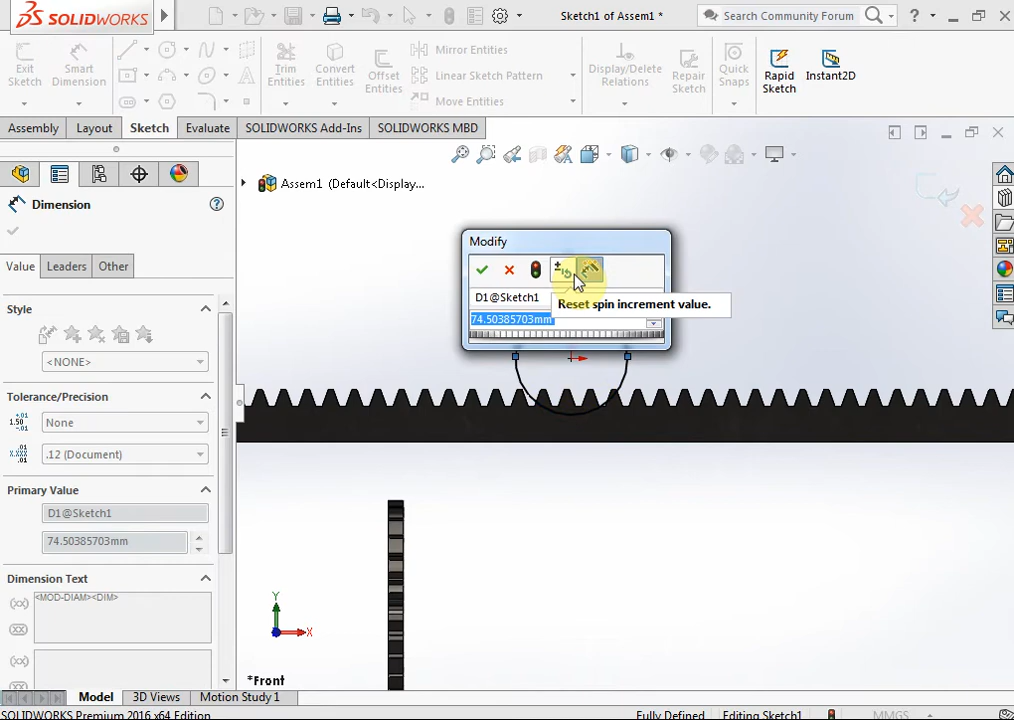 SOLIDWORKS
Sketch1 of Assem1 *
Search Community Forum
?
Exit Sketch
Smart Dimension
Trim Entities
Convert Entities
Offset Entities
Mirror Entities
Linear Sketch Pattern
Move Entities
Display/Delete Relations
Repair Sketch
Quick Snaps
Rapid Sketch
Instant2D
Assembly
Layout
Sketch
Evaluate
SOLIDWORKS Add-Ins
SOLIDWORKS MBD
Assem1 (Default<Display...
Dimension
Value
Leaders
Other
Style
<NONE>
Tolerance/Precision
None
.12 (Document)
Primary Value
D1@Sketch1
74.50385703mm
Dimension Text
<MOD-DIAM><DIM>
Modify
D1@Sketch1
Reset spin increment value.
74.50385703mm
Y
X
*Front
Model
3D Views
Motion Study 1
SOLIDWORKS Premium 2016 x64 Edition
Fully Defined
Editing Sketch1
MMGS